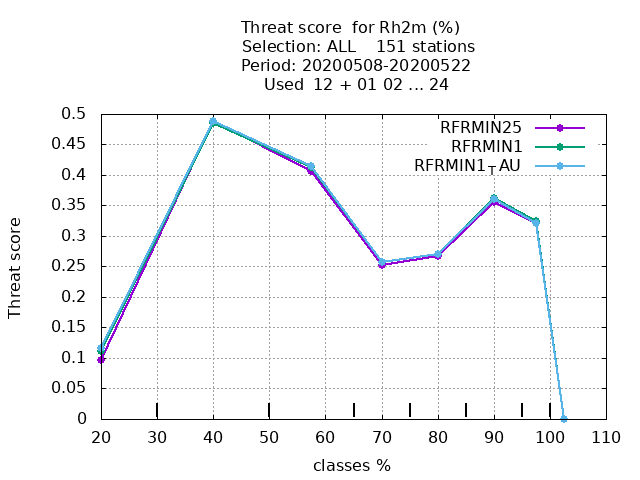 Threat score  for Rh2m (%)
Selection: ALL    151 stations
Period: 20200508-20200522
Used  12 + 01 02 ... 24
0.5
0.45
0.4
0.35
0.3
0.25
0.2
0.15
0.1
0.05
0
Threat score
RFRMIN25
RFRMIN1
RFRMIN1TAU
20 30 40 50 60 70 80 90 100 110
classes %